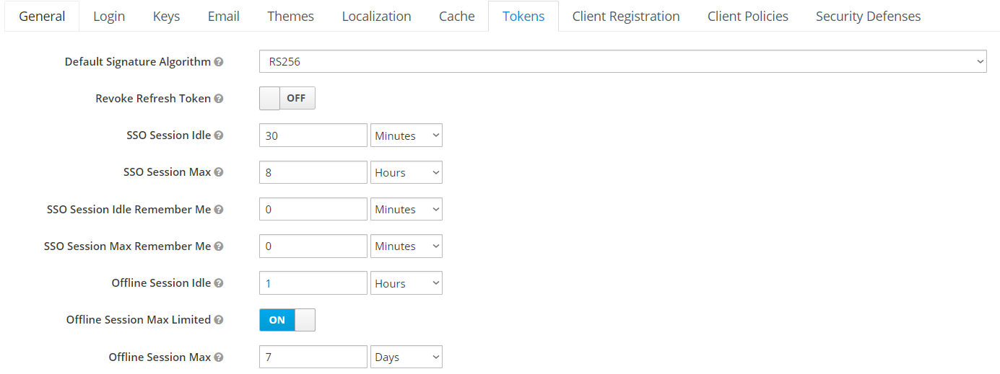 General Login Keys Email Themes Localization Cache Tokens Client Registration Client Policies Security Defenses
Default Signature Algorithm RS256
Revoke Refresh Token OFF
SSO Session Idle 30 Minutes
SSO Session Max 8 Hours
SSO Session Idle Remember Me 0 Minutes
SSO Session Max Remember Me 0 Minutes
Offline Session Idle 1 Hours
Offline Session Max Limited ON
Offline Session Max 7 Days